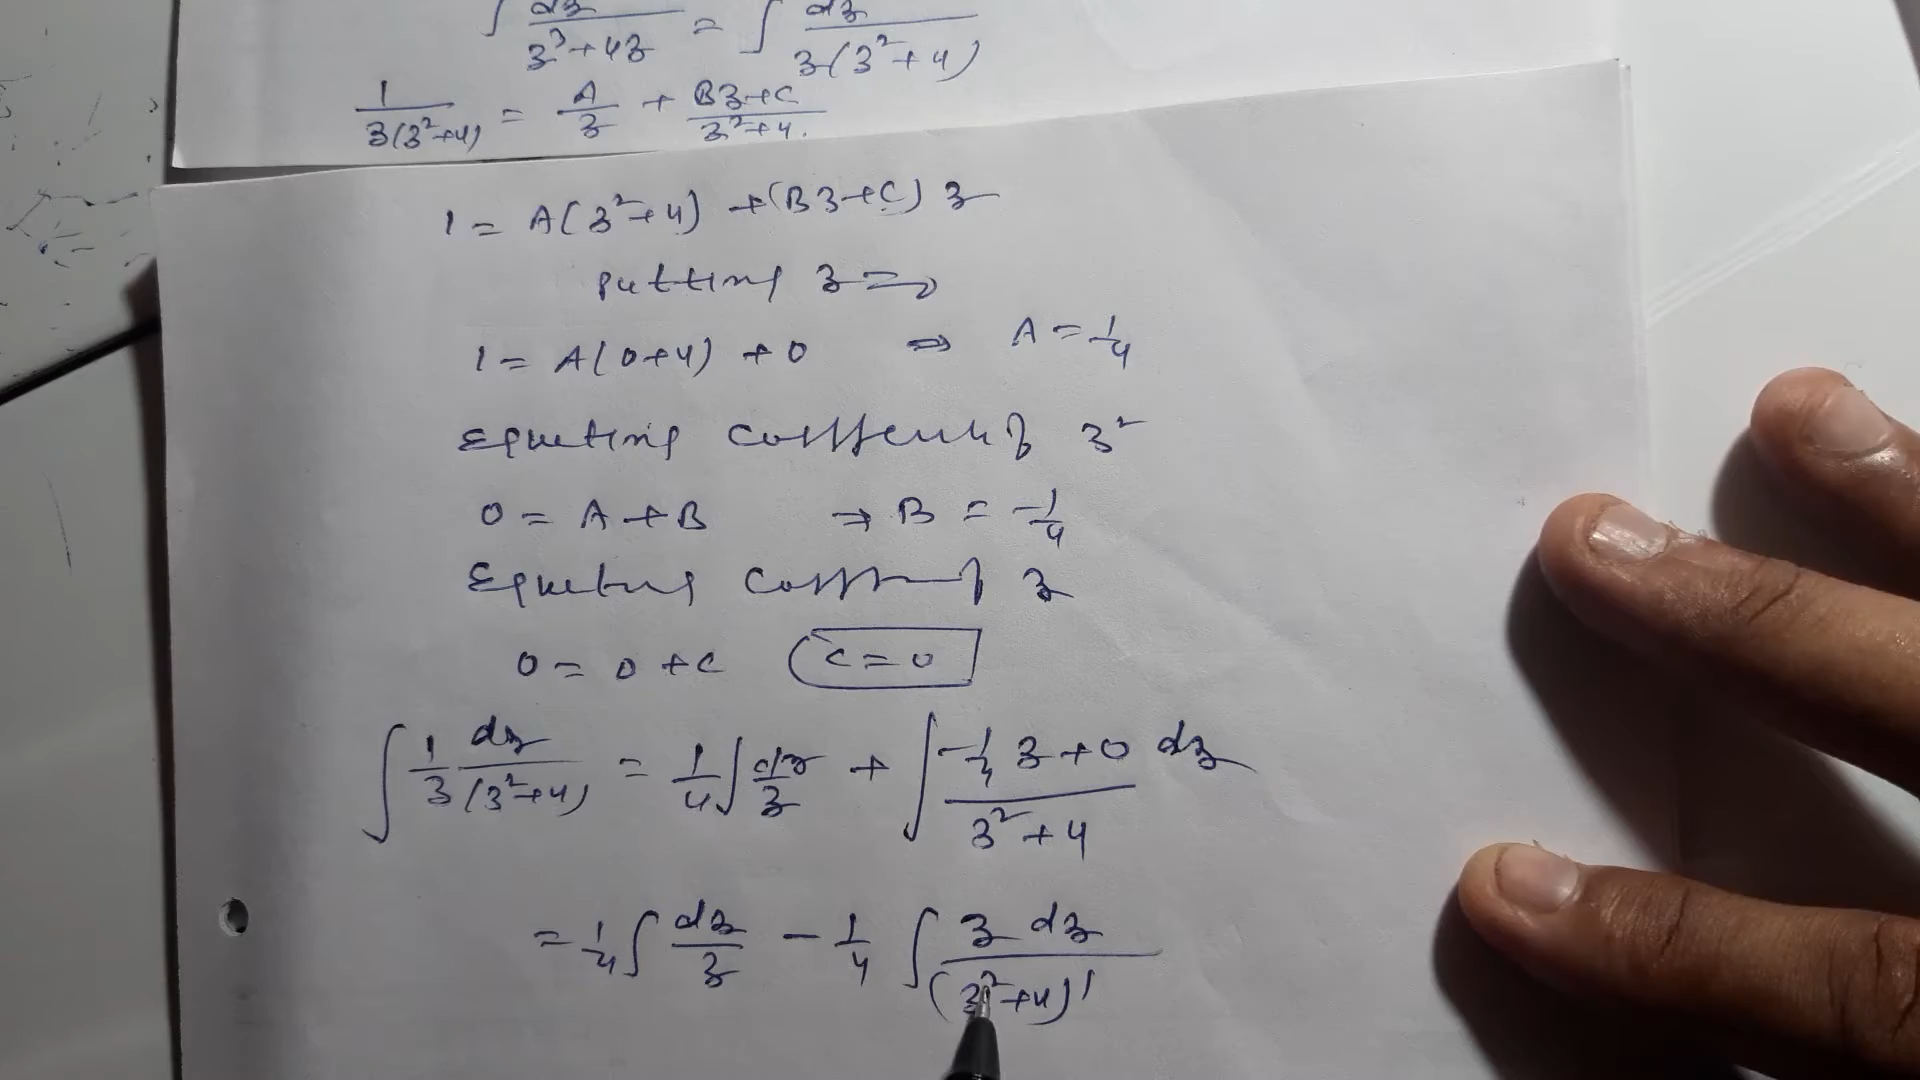 ∫ dz/(z³+4z) = ∫ dz/(z(z²+4))
1/(z(z²+4)) = A/z + (Bz+C)/(z²+4).
1 = A(z²+4) + (Bz+C) z
putting z=0
1 = A(0+4) + 0 ⇒ A = 1/4
Equating coefficient of z²
0 = A + B → B = -1/4
Equating coefficient of z
0 = 0 + C C = 0
∫ 1/z dz/(z²+4) = 1/4 ∫ dz/z + ∫ (-1/4 z + 0)/(z²+4) dz
= 1/4 ∫ dz/z - 1/4 ∫ z dz/(z²+4)¹